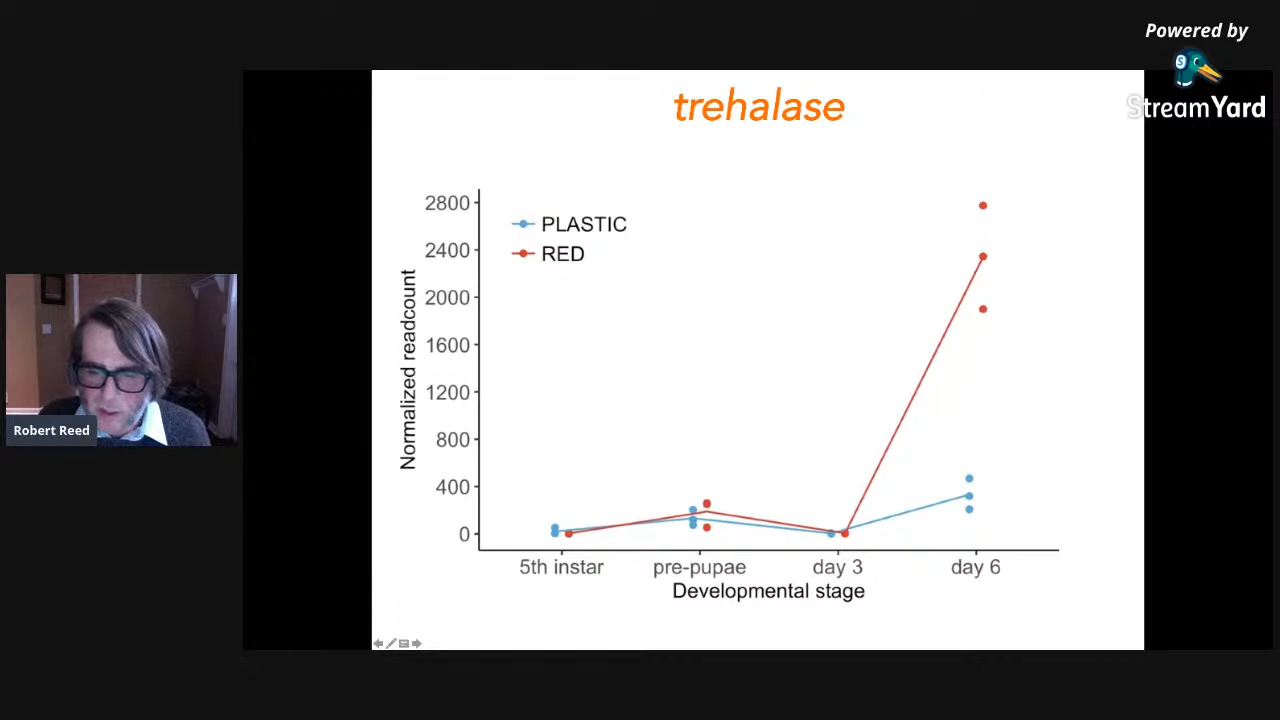 Powered by
StreamYard
trehalase
2800
2400
2000
1600
1200
800
400
0
Normalized readcount
PLASTIC
RED
5th instar
pre-pupae
day 3
day 6
Developmental stage
Robert Reed